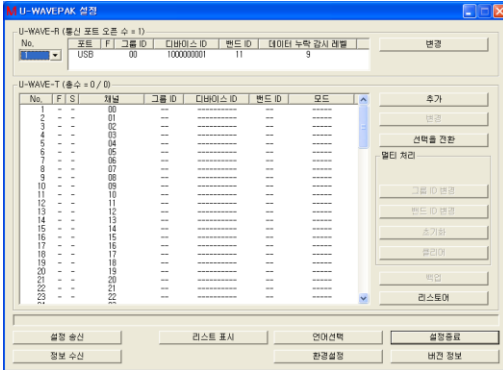 U-WAVEPAK 설정
U-WAVE-R (통신 포트 오픈 수 = 1)
No. 포트 F 그룹 ID 디바이스 ID 밴드 ID 데이터 누락 감시 레벨
1 USB 00 1000000001 11 9
변경
U-WAVE-T (총수 = 0 / 0)
No. F S 채널 그룹 ID 디바이스 ID 밴드 ID 모드
1 - - 00 -- ---------- -- -----
2 - - 01 -- ---------- -- -----
3 - - 02 -- ---------- -- -----
4 - - 03 -- ---------- -- -----
5 - - 04 -- ---------- -- -----
6 - - 05 -- ---------- -- -----
7 - - 06 -- ---------- -- -----
8 - - 07 -- ---------- -- -----
9 - - 08 -- ---------- -- -----
10 - - 09 -- ---------- -- -----
11 - - 10 -- ---------- -- -----
12 - - 11 -- ---------- -- -----
13 - - 12 -- ---------- -- -----
14 - - 13 -- ---------- -- -----
15 - - 14 -- ---------- -- -----
16 - - 15 -- ---------- -- -----
17 - - 16 -- ---------- -- -----
18 - - 17 -- ---------- -- -----
19 - - 18 -- ---------- -- -----
20 - - 19 -- ---------- -- -----
21 - - 20 -- ---------- -- -----
22 - - 21 -- ---------- -- -----
23 - - 22 -- ---------- -- -----
추가
변경
선택을 전환
멀티 처리
그룹 ID 변경
밴드 ID 변경
초기화
클리어
백업
리스토어
설정 송신
리스트 표시
언어선택
설정종료
정보 수신
환경설정
버전 정보